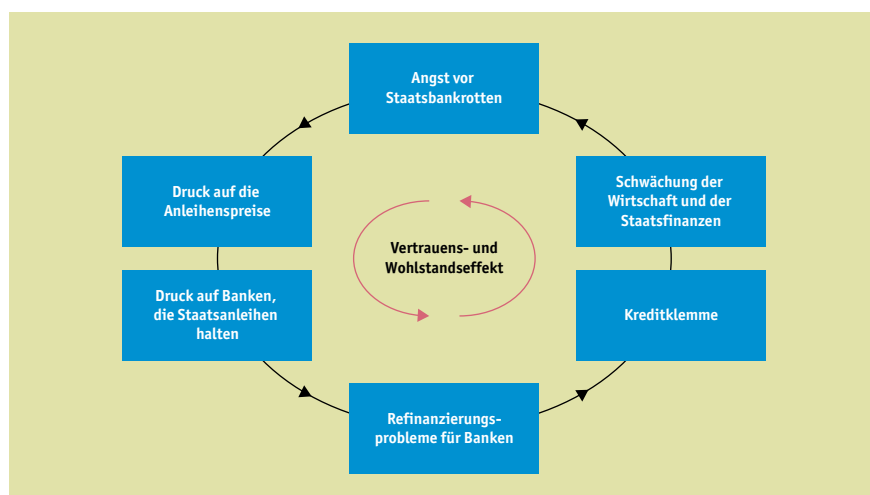 Angst vor
Staatsbankrotten
Druck auf die
Anleihenspreise
Schwächung der
Wirtschaft und der
Staatsfinanzen
Vertrauens- und
Wohlstandseffekt
Druck auf Banken,
die Staatsanleihen
halten
Kreditklemme
Refinanzierungs-
probleme für Banken